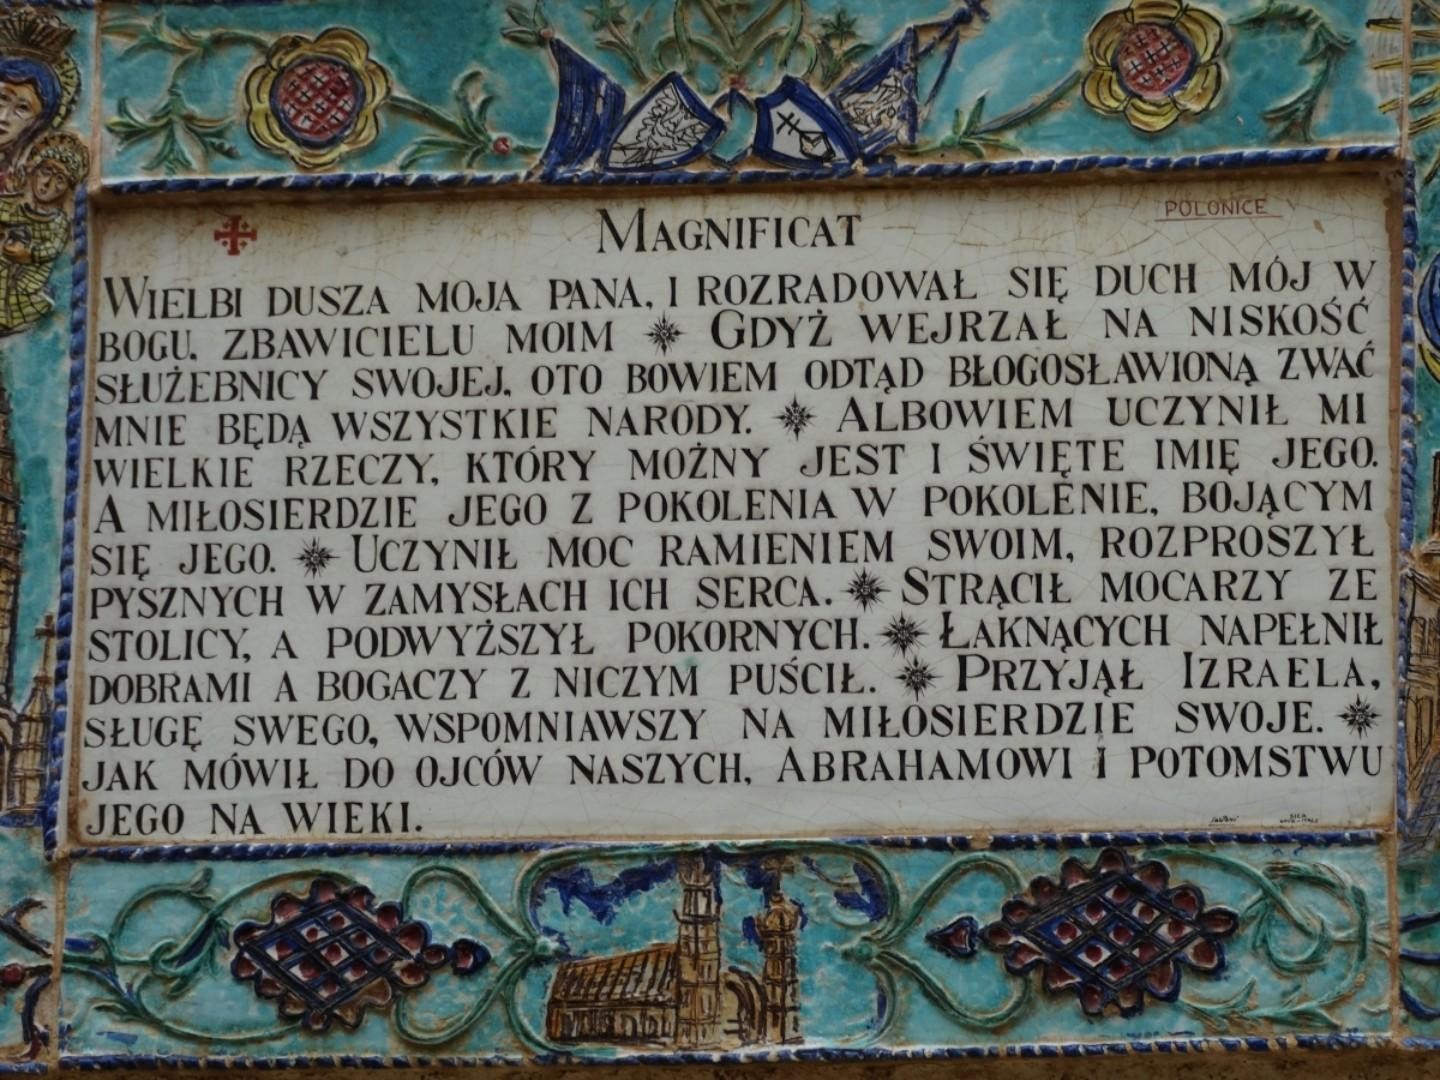 POLONICE
MAGNIFICAT
WIELBI DUSZA MOJA PANA, I ROZRADOWAŁ SIĘ DUCH MÓJ W
BOGU, ZBAWICIELU MOIM GDYŻ WEJRZAŁ NA NISKOŚĆ
SŁUŻEBNICY SWOJEJ, OTO BOWIEM ODTĄD BŁOGOSŁAWIONĄ ZWAĆ
MNIE BĘDĄ WSZYSTKIE NARODY. ALBOWIEM UCZYNIŁ MI
WIELKIE RZECZY, KTÓRY MOŻNY JEST I ŚWIĘTE IMIĘ JEGO.
A MIŁOSIERDZIE JEGO Z POKOLENIA W POKOLENIE, BOJĄCYM
SIĘ JEGO. UCZYNIŁ MOC RAMIENIEM SWOIM, ROZPROSZYŁ
PYSZNYCH W ZAMYSŁACH ICH SERCA. STRĄCIŁ MOCARZY ZE
STOLICY, A PODWYŻSZYŁ POKORNYCH. ŁAKNĄCYCH NAPEŁNIŁ
DOBRAMI A BOGACZY Z NICZYM PUŚCIŁ. PRZYJĄŁ IZRAELA,
SŁUGĘ SWEGO, WSPOMNIAWSZY NA MIŁOSIERDZIE SWOJE.
JAK MÓWIŁ DO OJCÓW NASZYCH, ABRAHAMOWI I POTOMSTWU
JEGO NA WIEKI.